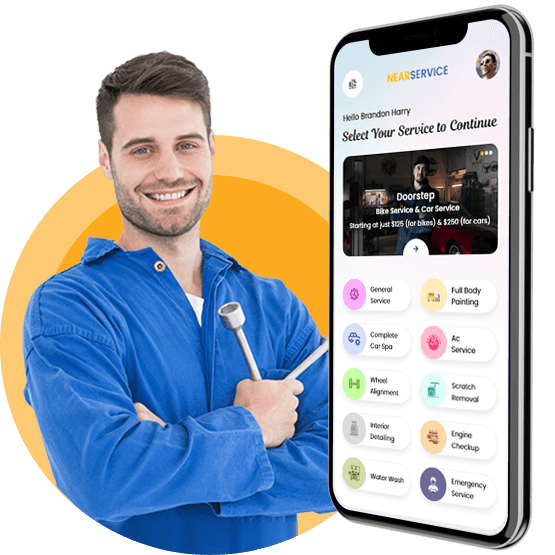 NEARSERVICE
Hello Brandon Harry
Select Your Service to Continue
Doorstep
Bike Service & Car Service
Starting at just $125 (for bikes) & $250 (for cars)
General
Service
Full Body
Painting
Complete
Car Spa
Ac
Service
Wheel
Alignment
Scratch
Removal
Interior
Detailing
Engine
Checkup
Water Wash
Emergency
Service